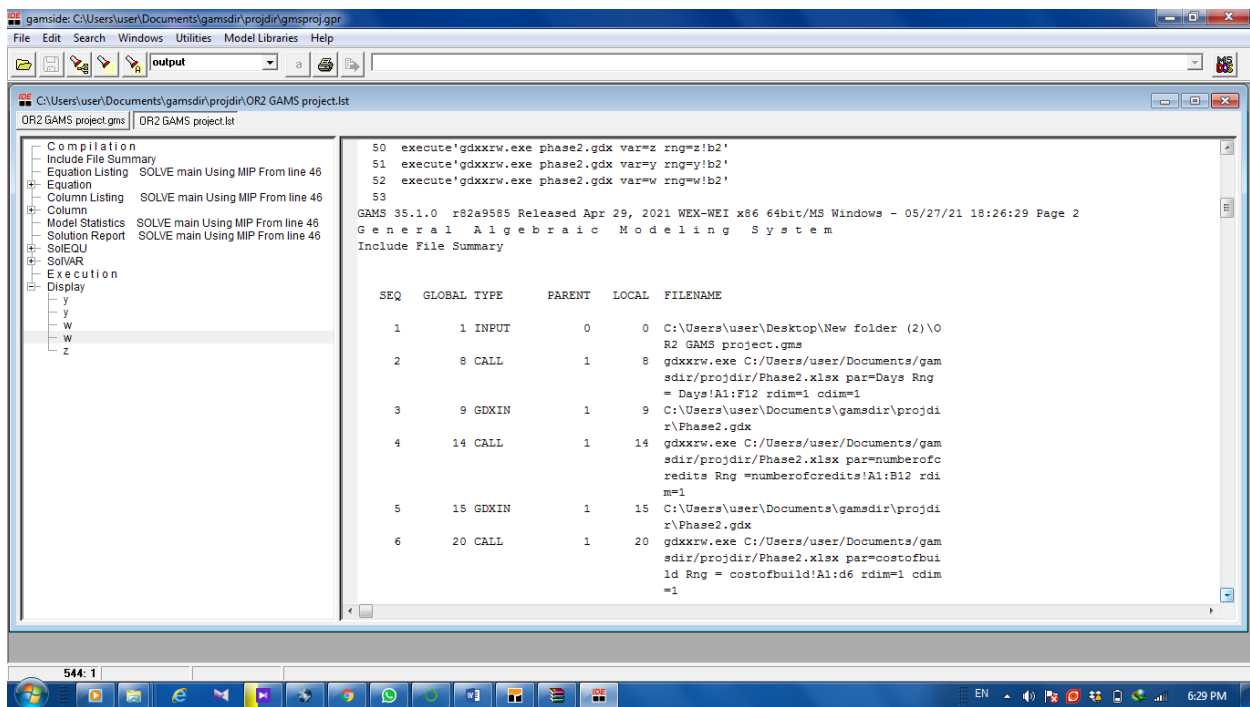 gamside: C:\Users\user\Documents\gamsdir\projdir\gmsproj.gpr
File Edit Search Windows Utilities Model Libraries Help
output
a
C:\Users\user\Documents\gamsdir\projdir\OR2 GAMS project.lst
OR2 GAMS project.gms OR2 GAMS project.lst
Compilation
Include File Summary
Equation Listing SOLVE main Using MIP From line 46
Equation
Column Listing SOLVE main Using MIP From line 46
Column
Model Statistics SOLVE main Using MIP From line 46
Solution Report SOLVE main Using MIP From line 46
SolEQU
SolVAR
Execution
Display
y
y
w
w
z
50 execute'gdxxrw.exe phase2.gdx var=z rng=z!b2'
51 execute'gdxxrw.exe phase2.gdx var=y rng=y!b2'
52 execute'gdxxrw.exe phase2.gdx var=w rng=w!b2'
53
GAMS 35.1.0 r82a9585 Released Apr 29, 2021 WEX-WEI x86 64bit/MS Windows - 05/27/21 18:26:29 Page 2
G e n e r a l A l g e b r a i c M o d e l i n g S y s t e m
Include File Summary
SEQ GLOBAL TYPE PARENT LOCAL FILENAME
1 1 INPUT 0 0 C:\Users\user\Desktop\New folder (2)\O
R2 GAMS project.gms
2 8 CALL 1 8 gdxxrw.exe C:/Users/user/Documents/gam
sdir/projdir/Phase2.xlsx par=Days Rng
= Days!A1:F12 rdim=1 cdim=1
3 9 GDXIN 1 9 C:\Users\user\Documents\gamsdir\projdi
r\Phase2.gdx
4 14 CALL 1 14 gdxxrw.exe C:/Users/user/Documents/gam
sdir/projdir/Phase2.xlsx par=numberofc
redits Rng =numberofcredits!A1:B12 rdi
m=1
5 15 GDXIN 1 15 C:\Users\user\Documents\gamsdir\projdi
r\Phase2.gdx
6 20 CALL 1 20 gdxxrw.exe C:/Users/user/Documents/gam
sdir/projdir/Phase2.xlsx par=costofbui
ld Rng = costofbuild!A1:d6 rdim=1 cdim
=1
544: 1
EN 6:29 PM